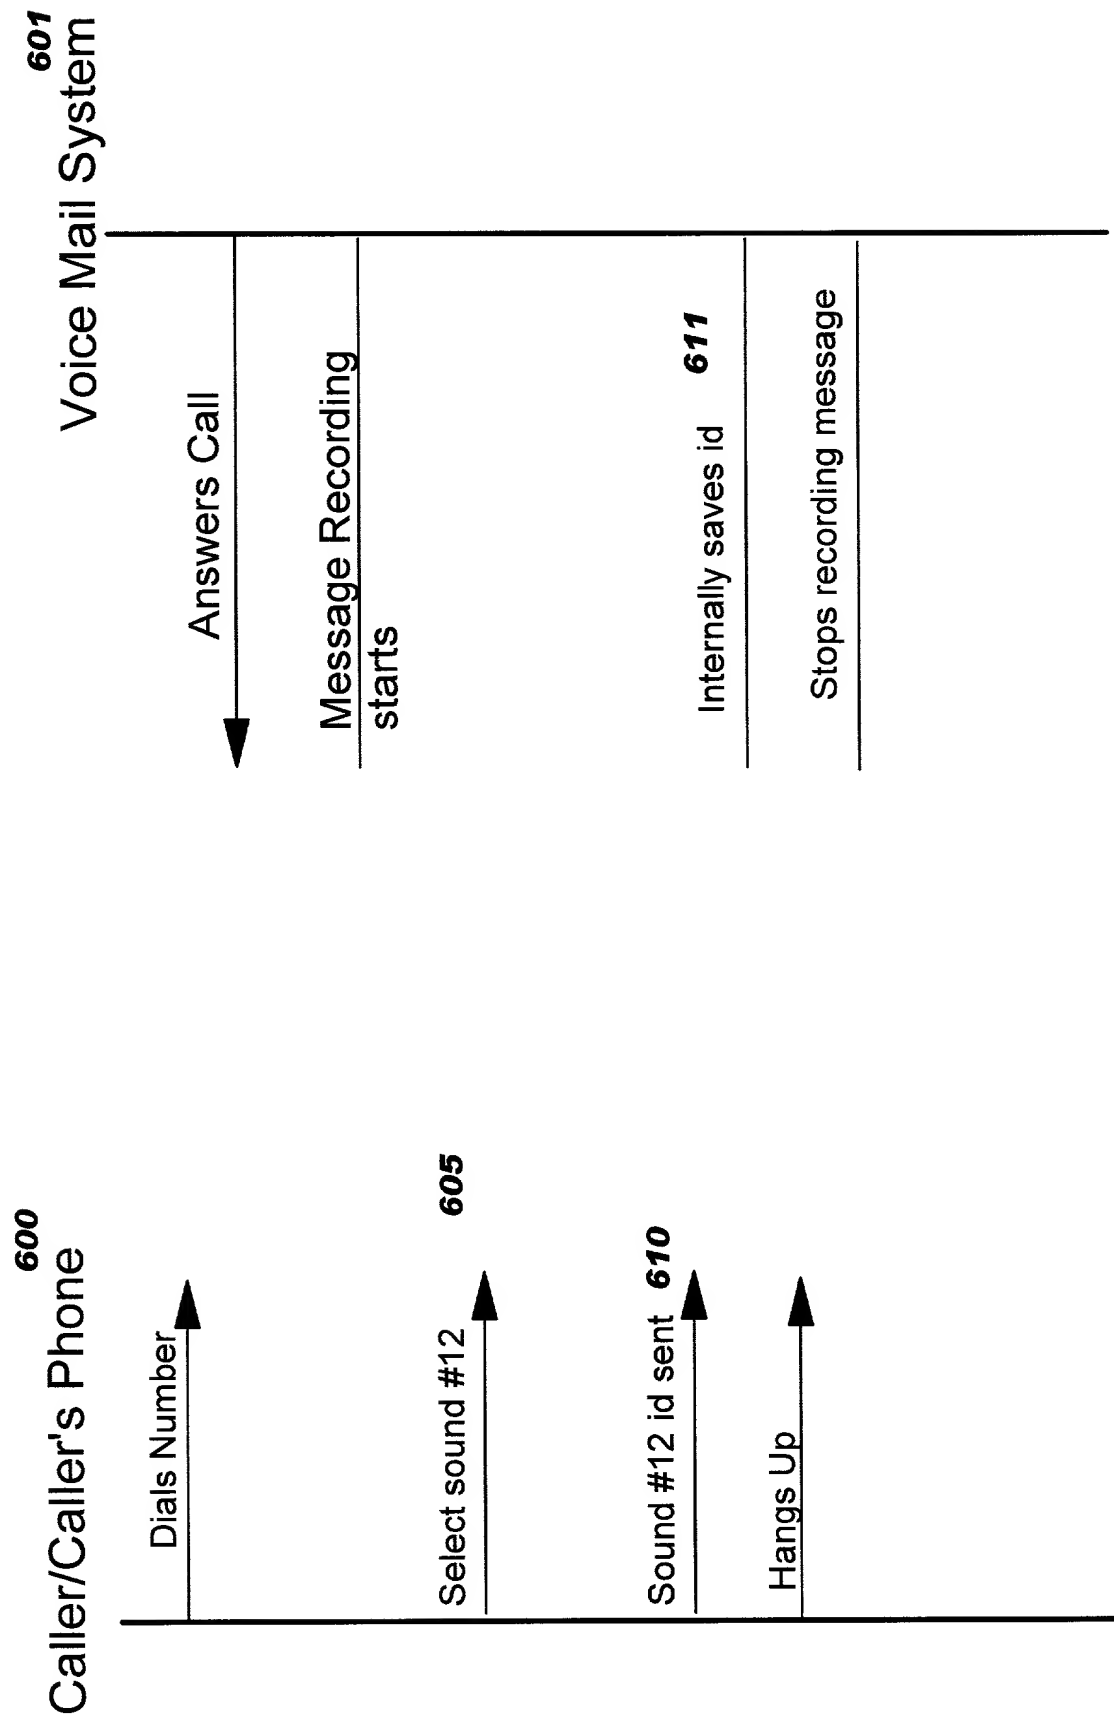 600
Caller/Caller's Phone
601
Voice Mail System
Dials Number
Answers Call
Message Recording
starts
Select sound #12
605
Sound #12 id sent
610
Internally saves id
611
Hangs Up
Stops recording message